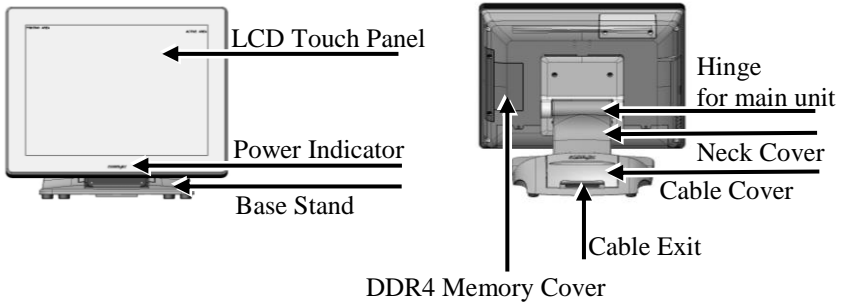 LCD Touch Panel
Power Indicator
Base Stand
Hinge
for main unit
Neck Cover
Cable Cover
Cable Exit
DDR4 Memory Cover